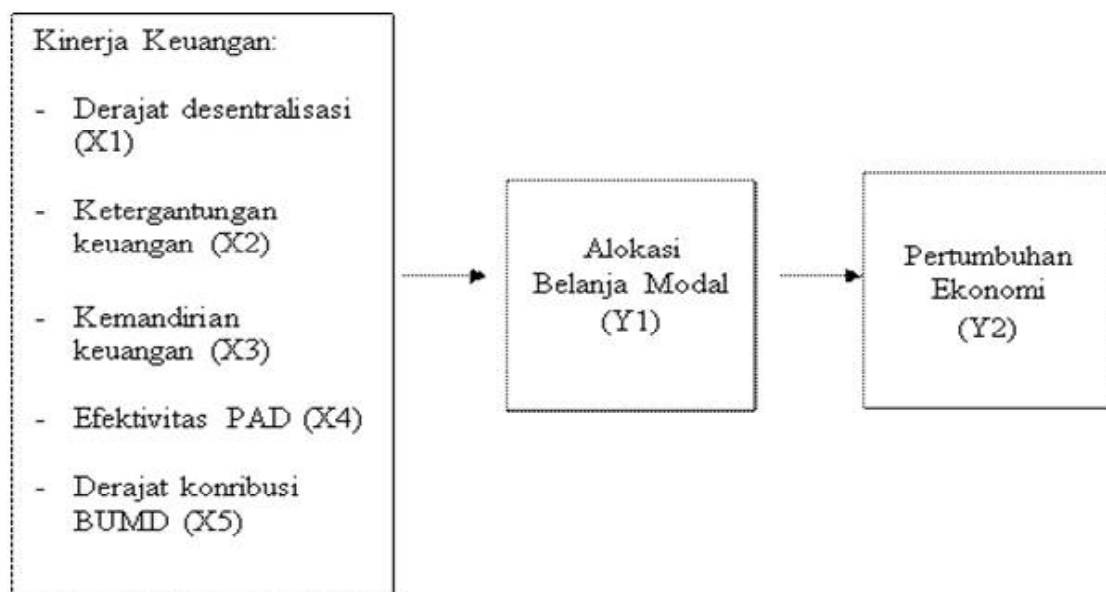 Kinerja Keuangan:
- Derajat desentralisasi
(X1)
- Ketergantungan
keuangan (X2)
- Kemandirian
keuangan (X3)
- Efektivitas PAD (X4)
- Derajat konribusi
BUMD (X5)
Alokasi
Belanja Modal
(Y1)
Pertumbuhan
Ekonomi
(Y2)